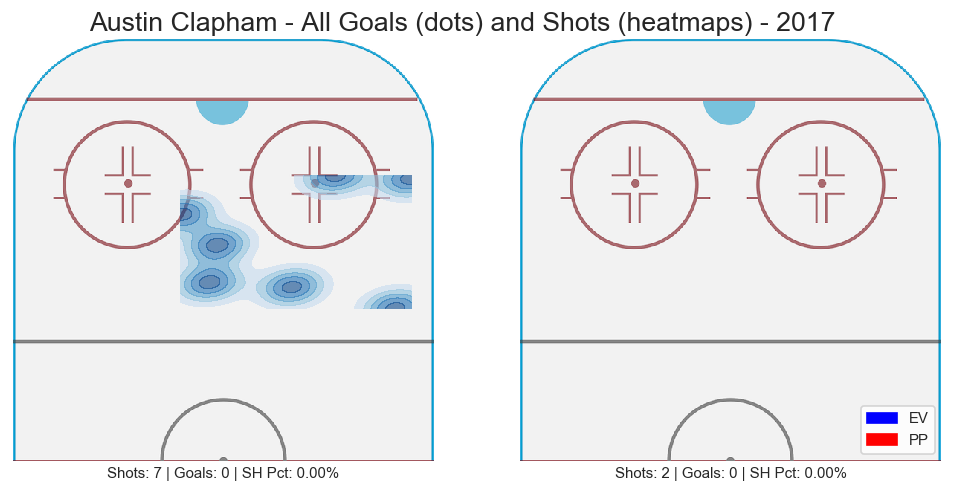 Austin Clapham - All Goals (dots) and Shots (heatmaps) - 2017
EV
PP
Shots: 7 | Goals: 0 | SH Pct: 0.00%
Shots: 2 | Goals: 0 | SH Pct: 0.00%